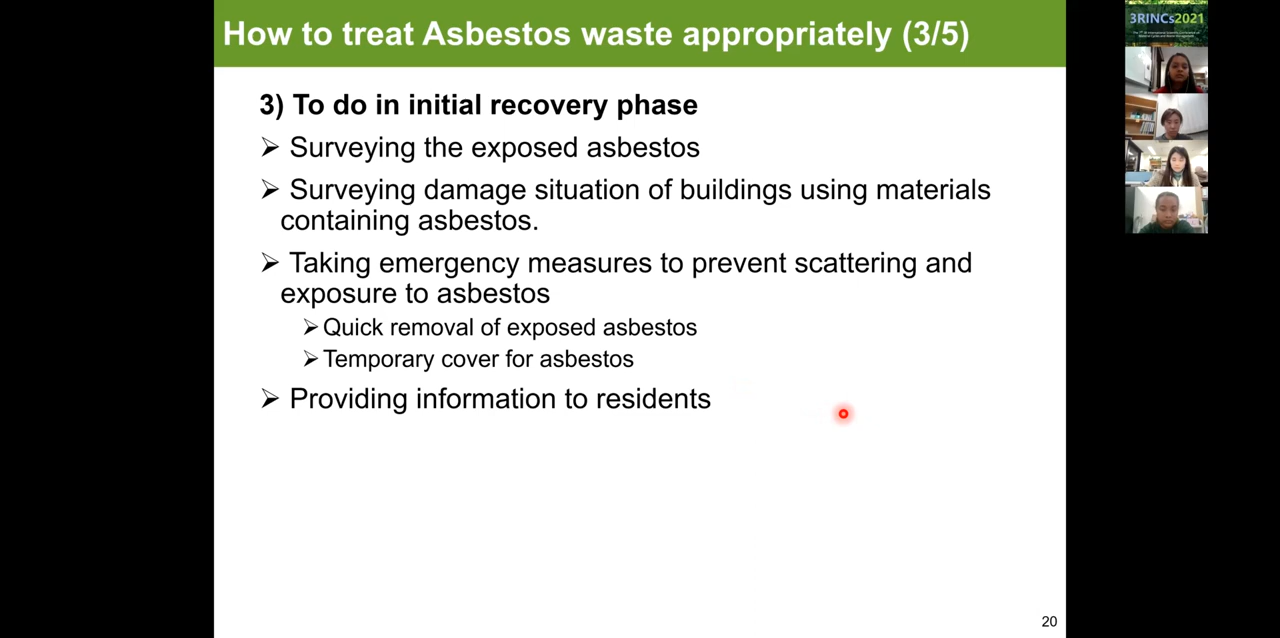 How to treat Asbestos waste appropriately (3/5)
3) To do in initial recovery phase
➢ Surveying the exposed asbestos
➢ Surveying damage situation of buildings using materials
containing asbestos.
➢ Taking emergency measures to prevent scattering and
exposure to asbestos
➢ Quick removal of exposed asbestos
➢ Temporary cover for asbestos
➢ Providing information to residents
20
3RINCs2021